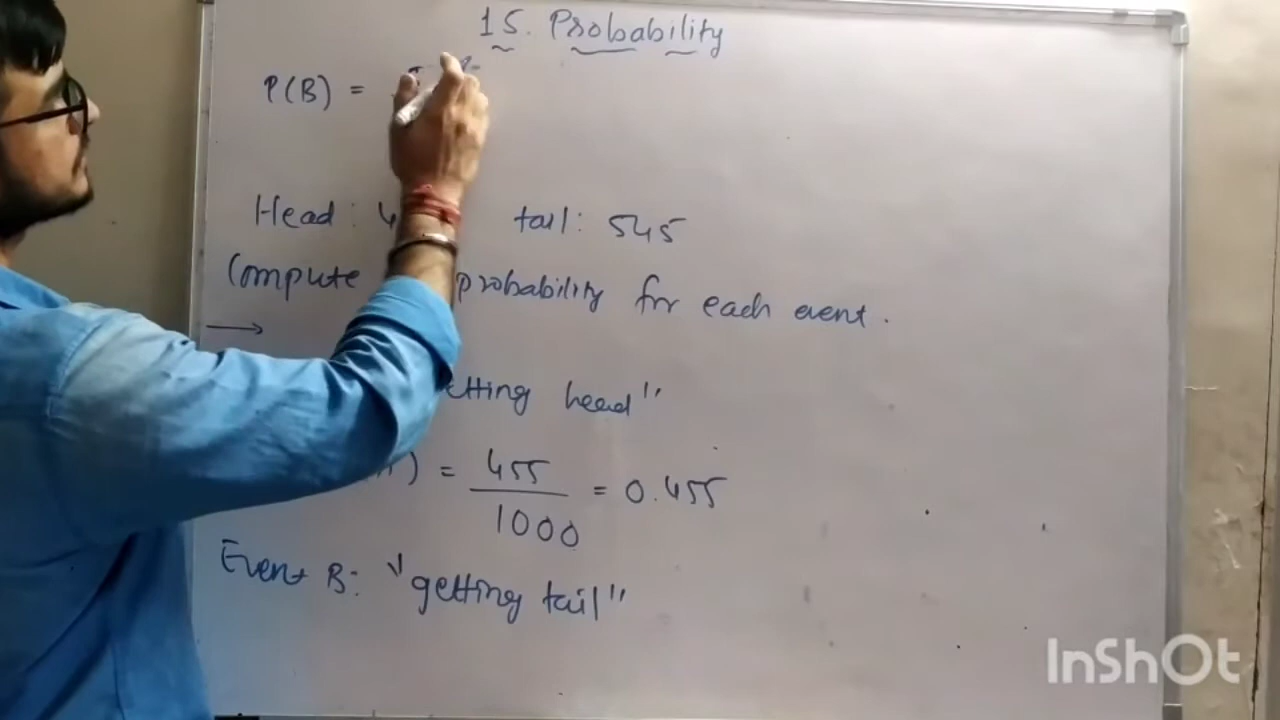 15. Probability
P(B) =
Head: 4 tail: 545
Compute probability for each event.
→
etting head"
) = 455 / 1000 = 0.455
Event B: "getting tail"
InShOt